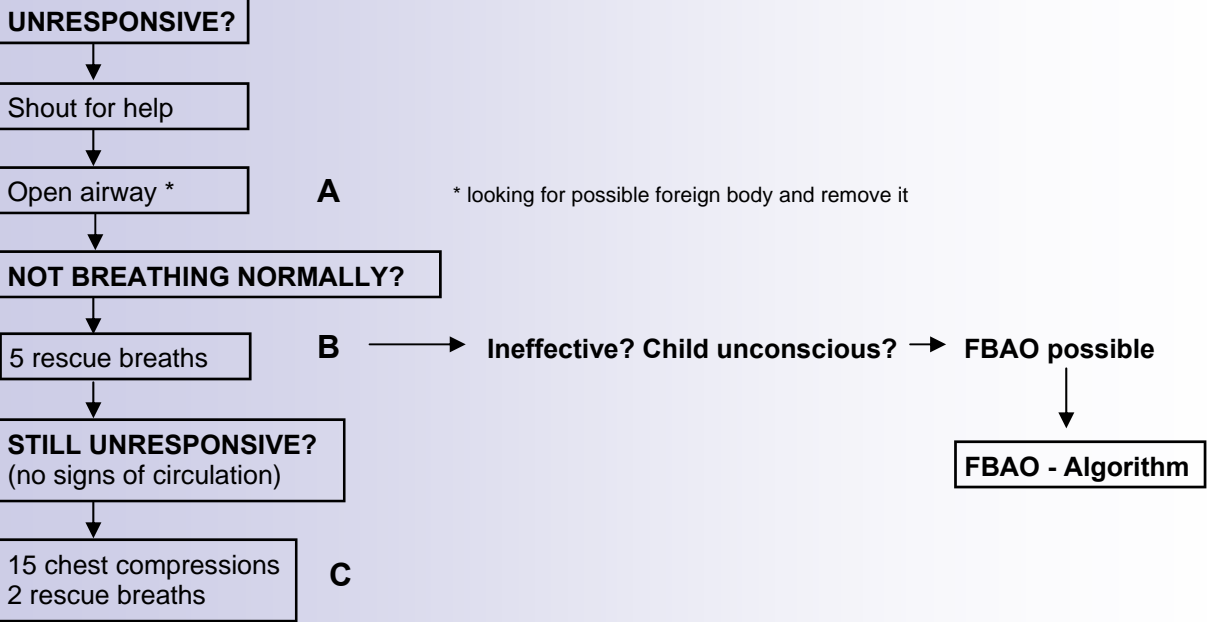 UNRESPONSIVE?
Shout for help
Open airway *
A
* looking for possible foreign body and remove it
NOT BREATHING NORMALLY?
5 rescue breaths
B
Ineffective? Child unconscious?
FBAO possible
STILL UNRESPONSIVE?
(no signs of circulation)
FBAO - Algorithm
15 chest compressions
2 rescue breaths
C